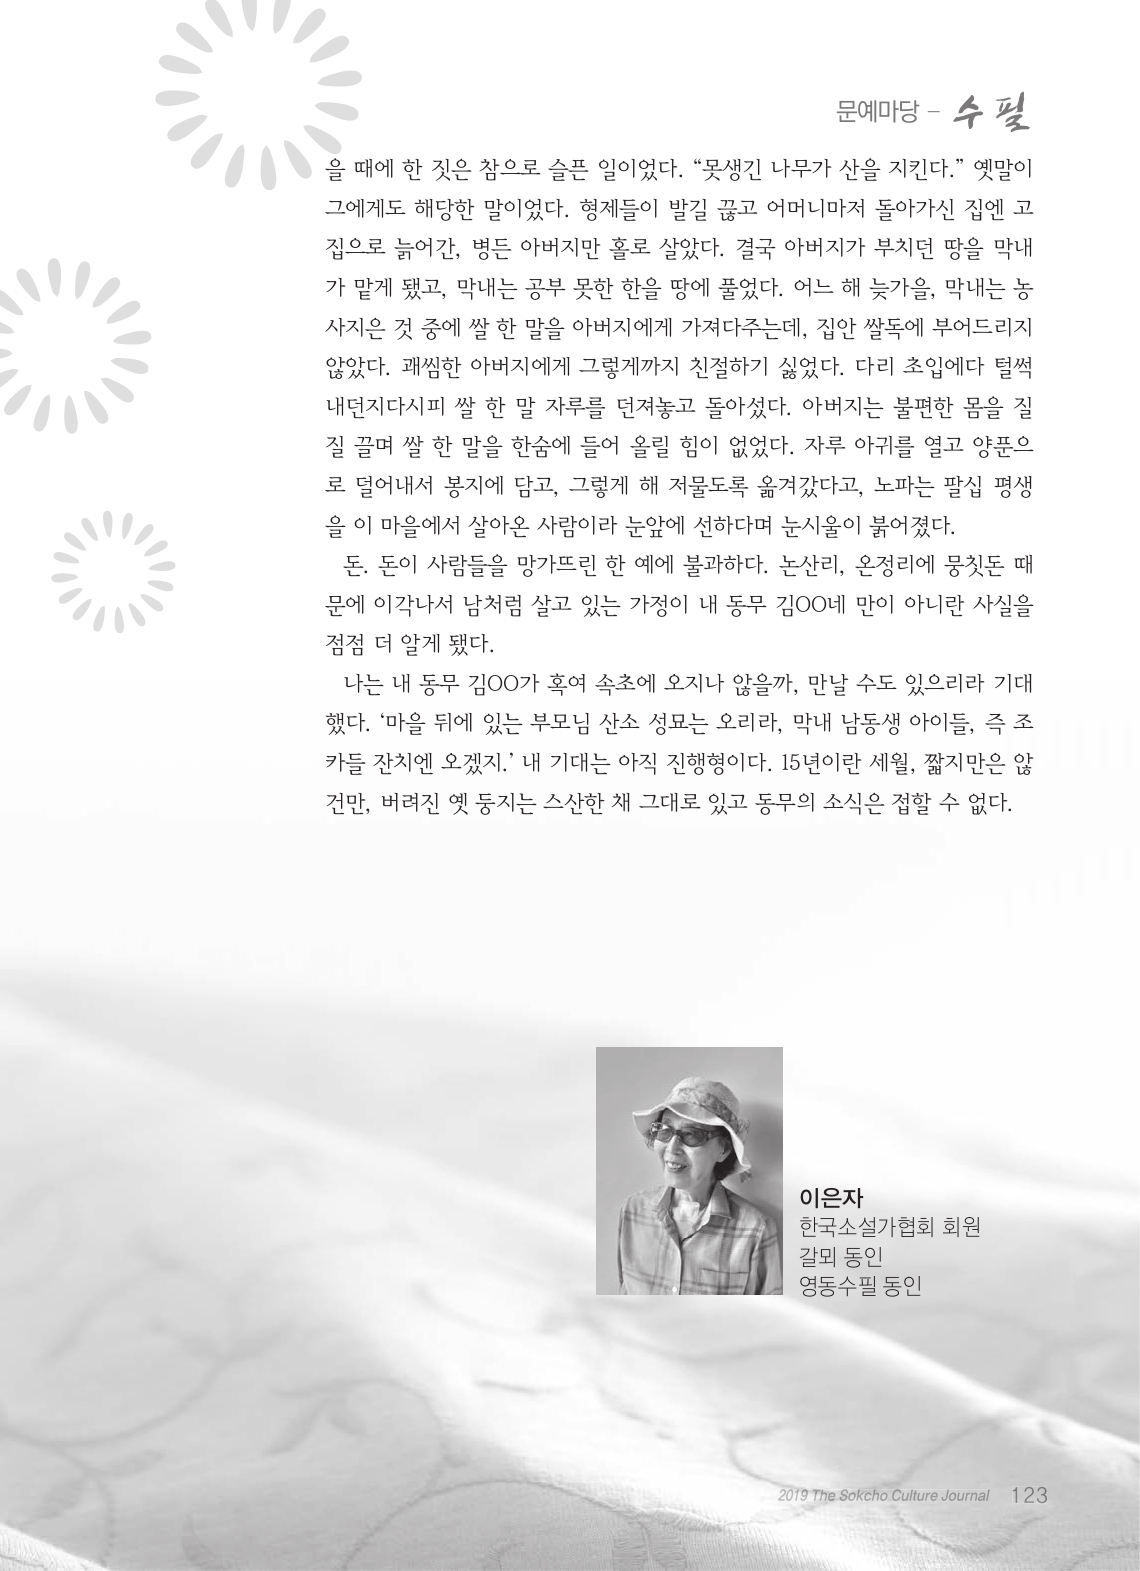 문예마당 - 수 필
을 때에 한 짓은 참으로 슬픈 일이었다. “못생긴 나무가 산을 지킨다.” 옛말이
그에게도 해당한 말이었다. 형제들이 발길 끊고 어머니마저 돌아가신 집엔 고
집으로 늙어간, 병든 아버지만 홀로 살았다. 결국 아버지가 부치던 땅을 막내
가 맡게 됐고, 막내는 공부 못한 한을 땅에 풀었다. 어느 해 늦가을, 막내는 농
사지은 것 중에 쌀 한 말을 아버지에게 가져다주는데, 집안 쌀독에 부어드리지
않았다. 괘씸한 아버지에게 그렇게까지 친절하기 싫었다. 다리 초입에다 털썩
내던지다시피 쌀 한 말 자루를 던져놓고 돌아섰다. 아버지는 불편한 몸을 질
질 끌며 쌀 한 말을 한숨에 들어 올릴 힘이 없었다. 자루 아귀를 열고 양푼으
로 덜어내서 봉지에 담고, 그렇게 해 저물도록 옮겨갔다고, 노파는 팔십 평생
을 이 마을에서 살아온 사람이라 눈앞에 선하다며 눈시울이 붉어졌다.
돈. 돈이 사람들을 망가뜨린 한 예에 불과하다. 논산리, 온정리에 뭉칫돈 때
문에 이각나서 남처럼 살고 있는 가정이 내 동무 김OO네 만이 아니란 사실을
점점 더 알게 됐다.
나는 내 동무 김OO가 혹여 속초에 오지나 않을까, 만날 수도 있으리라 기대
했다. ‘마을 뒤에 있는 부모님 산소 성묘는 오리라, 막내 남동생 아이들, 즉 조
카들 잔치엔 오겠지.’ 내 기대는 아직 진행형이다. 15년이란 세월, 짧지만은 않
건만, 버려진 옛 둥지는 스산한 채 그대로 있고 동무의 소식은 접할 수 없다.
이은자
한국소설가협회 회원
갈뫼 동인
영동수필 동인
2019 The Sokcho Culture Journal 123